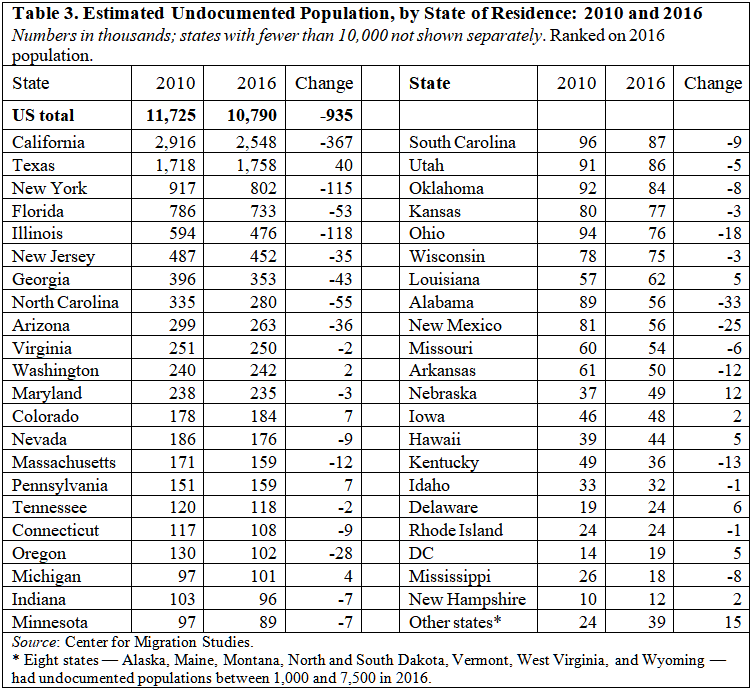 Table 3. Estimated Undocumented Population, by State of Residence: 2010 and 2016
Numbers in thousands; states with fewer than 10,000 not shown separately. Ranked on 2016
population.
State 2010 2016 Change State 2010 2016 Change
US total 11,725 10,790 -935
California 2,916 2,548 -367 South Carolina 96 87 -9
Texas 1,718 1,758 40 Utah 91 86 -5
New York 917 802 -115 Oklahoma 92 84 -8
Florida 786 733 -53 Kansas 80 77 -3
Illinois 594 476 -118 Ohio 94 76 -18
New Jersey 487 452 -35 Wisconsin 78 75 -3
Georgia 396 353 -43 Louisiana 57 62 5
North Carolina 335 280 -55 Alabama 89 56 -33
Arizona 299 263 -36 New Mexico 81 56 -25
Virginia 251 250 -2 Missouri 60 54 -6
Washington 240 242 2 Arkansas 61 50 -12
Maryland 238 235 -3 Nebraska 37 49 12
Colorado 178 184 7 Iowa 46 48 2
Nevada 186 176 -9 Hawaii 39 44 5
Massachusetts 171 159 -12 Kentucky 49 36 -13
Pennsylvania 151 159 7 Idaho 33 32 -1
Tennessee 120 118 -2 Delaware 19 24 6
Connecticut 117 108 -9 Rhode Island 24 24 -1
Oregon 130 102 -28 DC 14 19 5
Michigan 97 101 4 Mississippi 26 18 -8
Indiana 103 96 -7 New Hampshire 10 12 2
Minnesota 97 89 -7 Other states* 24 39 15
Source: Center for Migration Studies.
* Eight states — Alaska, Maine, Montana, North and South Dakota, Vermont, West Virginia, and Wyoming —
had undocumented populations between 1,000 and 7,500 in 2016.